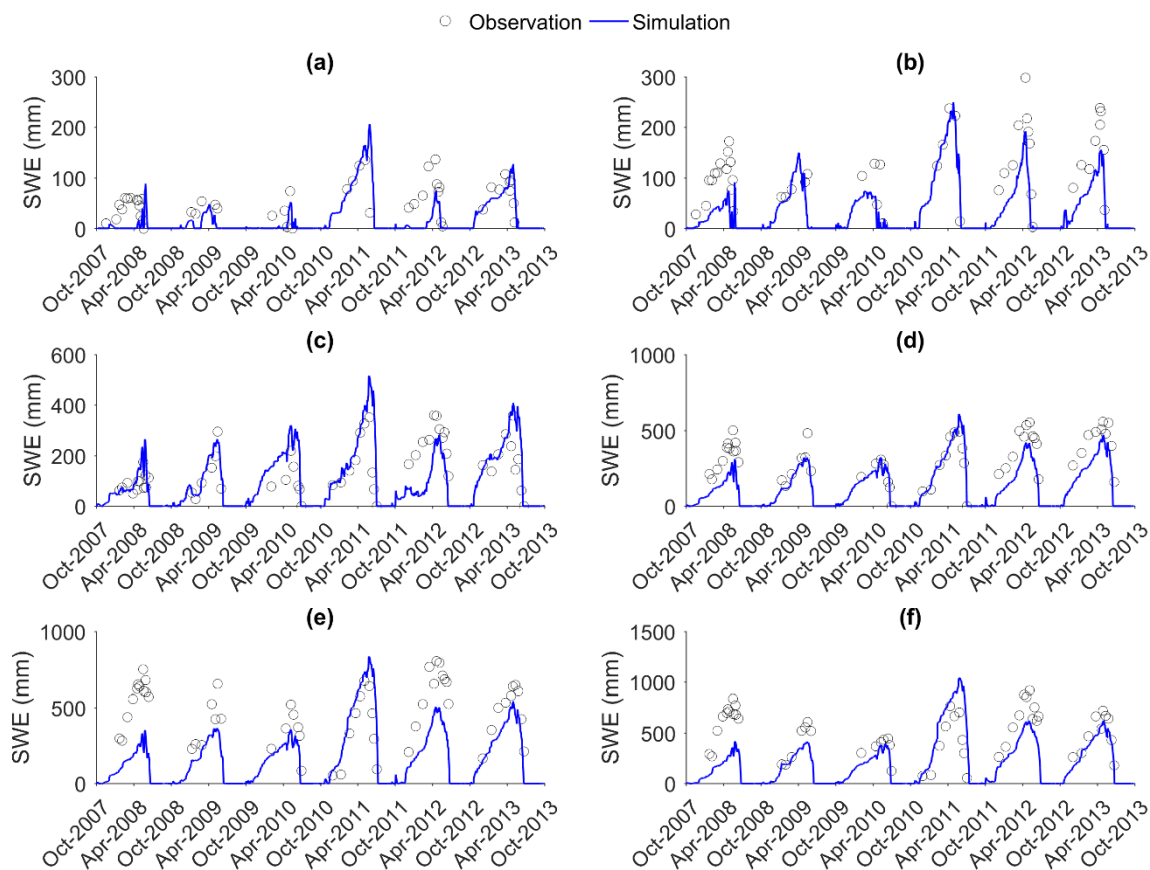 Observation Simulation
(a) (b)
SWE (mm) 300 200 100 0
Oct-2007 Apr-2008 Oct-2008 Apr-2009 Oct-2009 Apr-2010 Oct-2010 Apr-2011 Oct-2011 Apr-2012 Oct-2012 Apr-2013 Oct-2013
SWE (mm) 300 200 100 0
Oct-2007 Apr-2008 Oct-2008 Apr-2009 Oct-2009 Apr-2010 Oct-2010 Apr-2011 Oct-2011 Apr-2012 Oct-2012 Apr-2013 Oct-2013
(c) (d)
SWE (mm) 600 400 200 0
Oct-2007 Apr-2008 Oct-2008 Apr-2009 Oct-2009 Apr-2010 Oct-2010 Apr-2011 Oct-2011 Apr-2012 Oct-2012 Apr-2013 Oct-2013
SWE (mm) 1000 500 0
Oct-2007 Apr-2008 Oct-2008 Apr-2009 Oct-2009 Apr-2010 Oct-2010 Apr-2011 Oct-2011 Apr-2012 Oct-2012 Apr-2013 Oct-2013
(e) (f)
SWE (mm) 1000 500 0
Oct-2007 Apr-2008 Oct-2008 Apr-2009 Oct-2009 Apr-2010 Oct-2010 Apr-2011 Oct-2011 Apr-2012 Oct-2012 Apr-2013 Oct-2013
SWE (mm) 1500 1000 500 0
Oct-2007 Apr-2008 Oct-2008 Apr-2009 Oct-2009 Apr-2010 Oct-2010 Apr-2011 Oct-2011 Apr-2012 Oct-2012 Apr-2013 Oct-2013